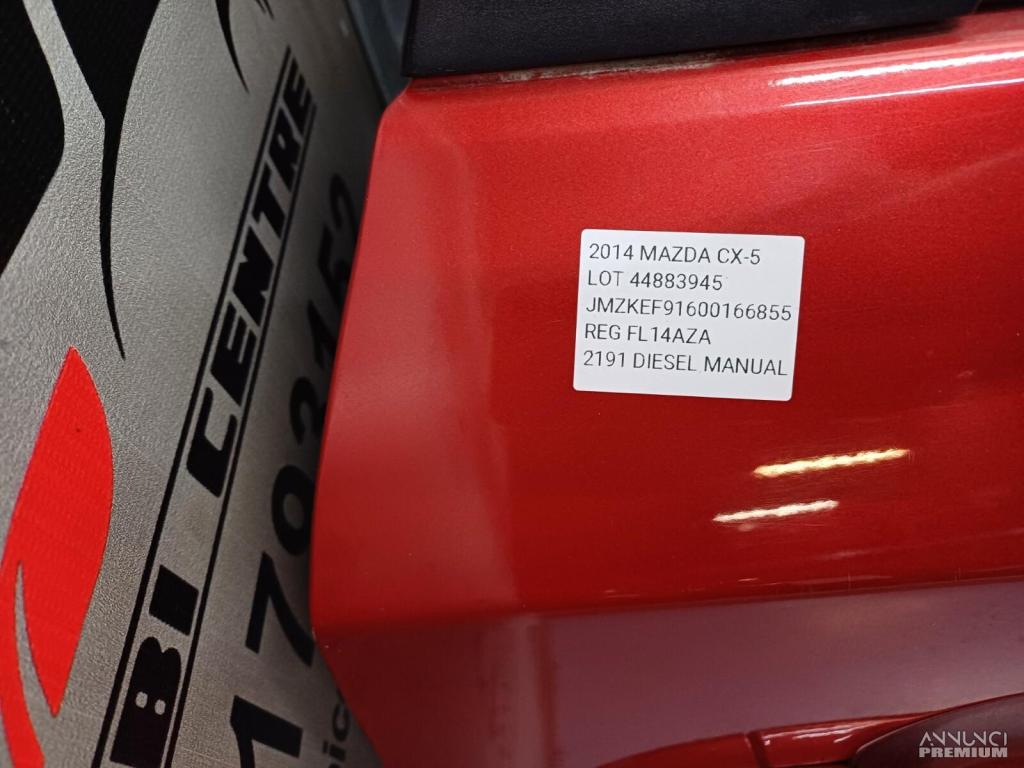 BI CENTRE
2014 MAZDA CX-5
LOT 44883945
JMZKEF91600166855
REG FL14AZA
2191 DIESEL MANUAL
ANNUNCI
PREMIUM